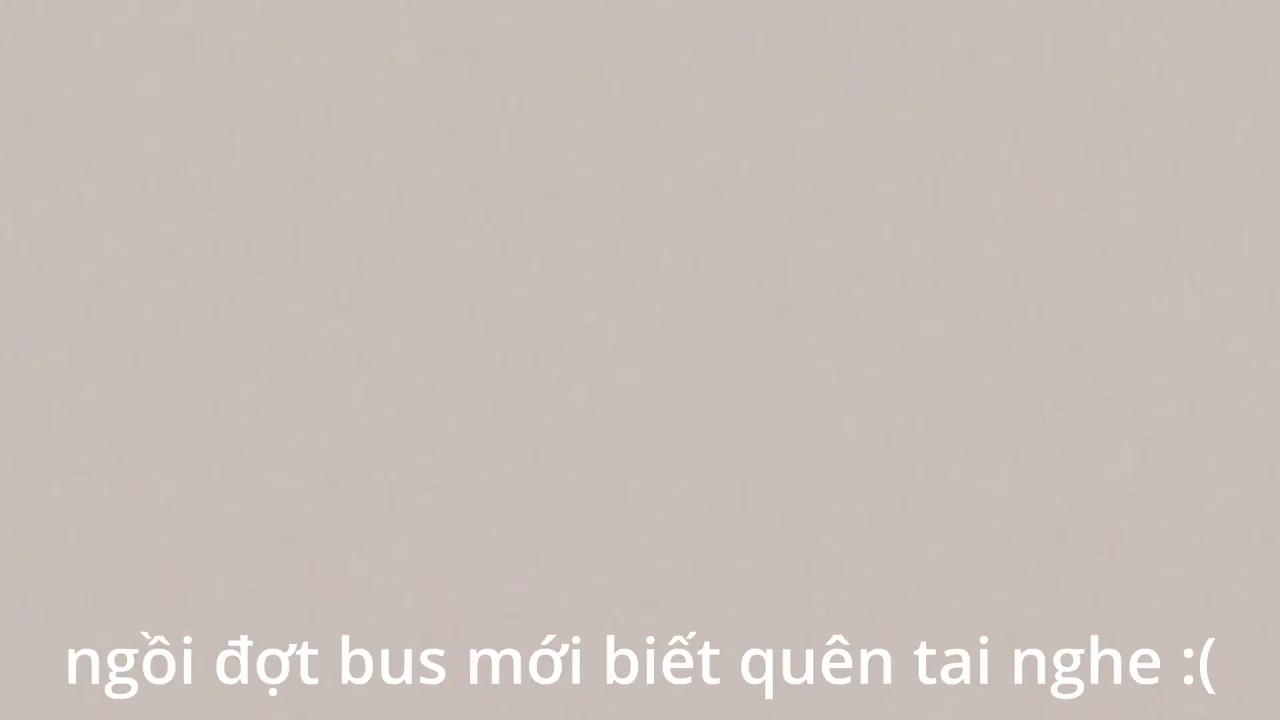 ngồi đợt bus mới biết quên tai nghe :(